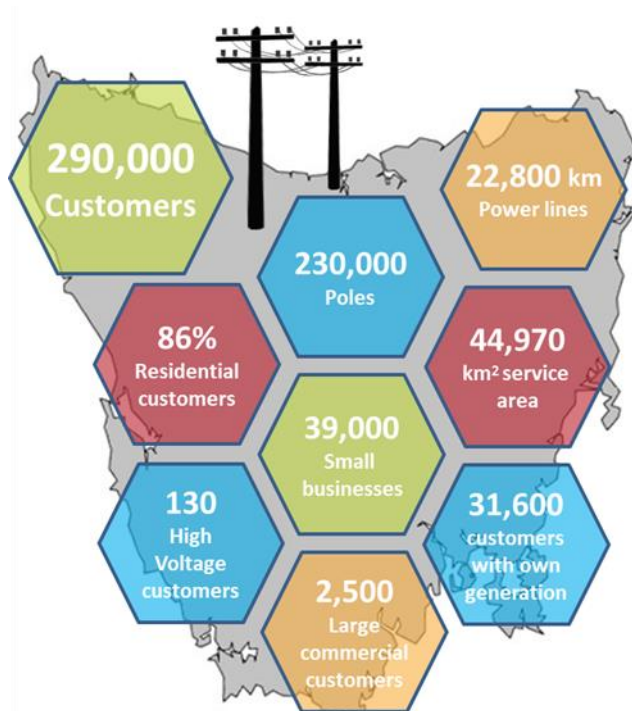 290,000
Customers
22,800 km
Power lines
230,000
Poles
86%
Residential
customers
44,970
km² service
area
39,000
Small
businesses
130
High
Voltage
customers
31,600
customers
with own
generation
2,500
Large
commercial
customers